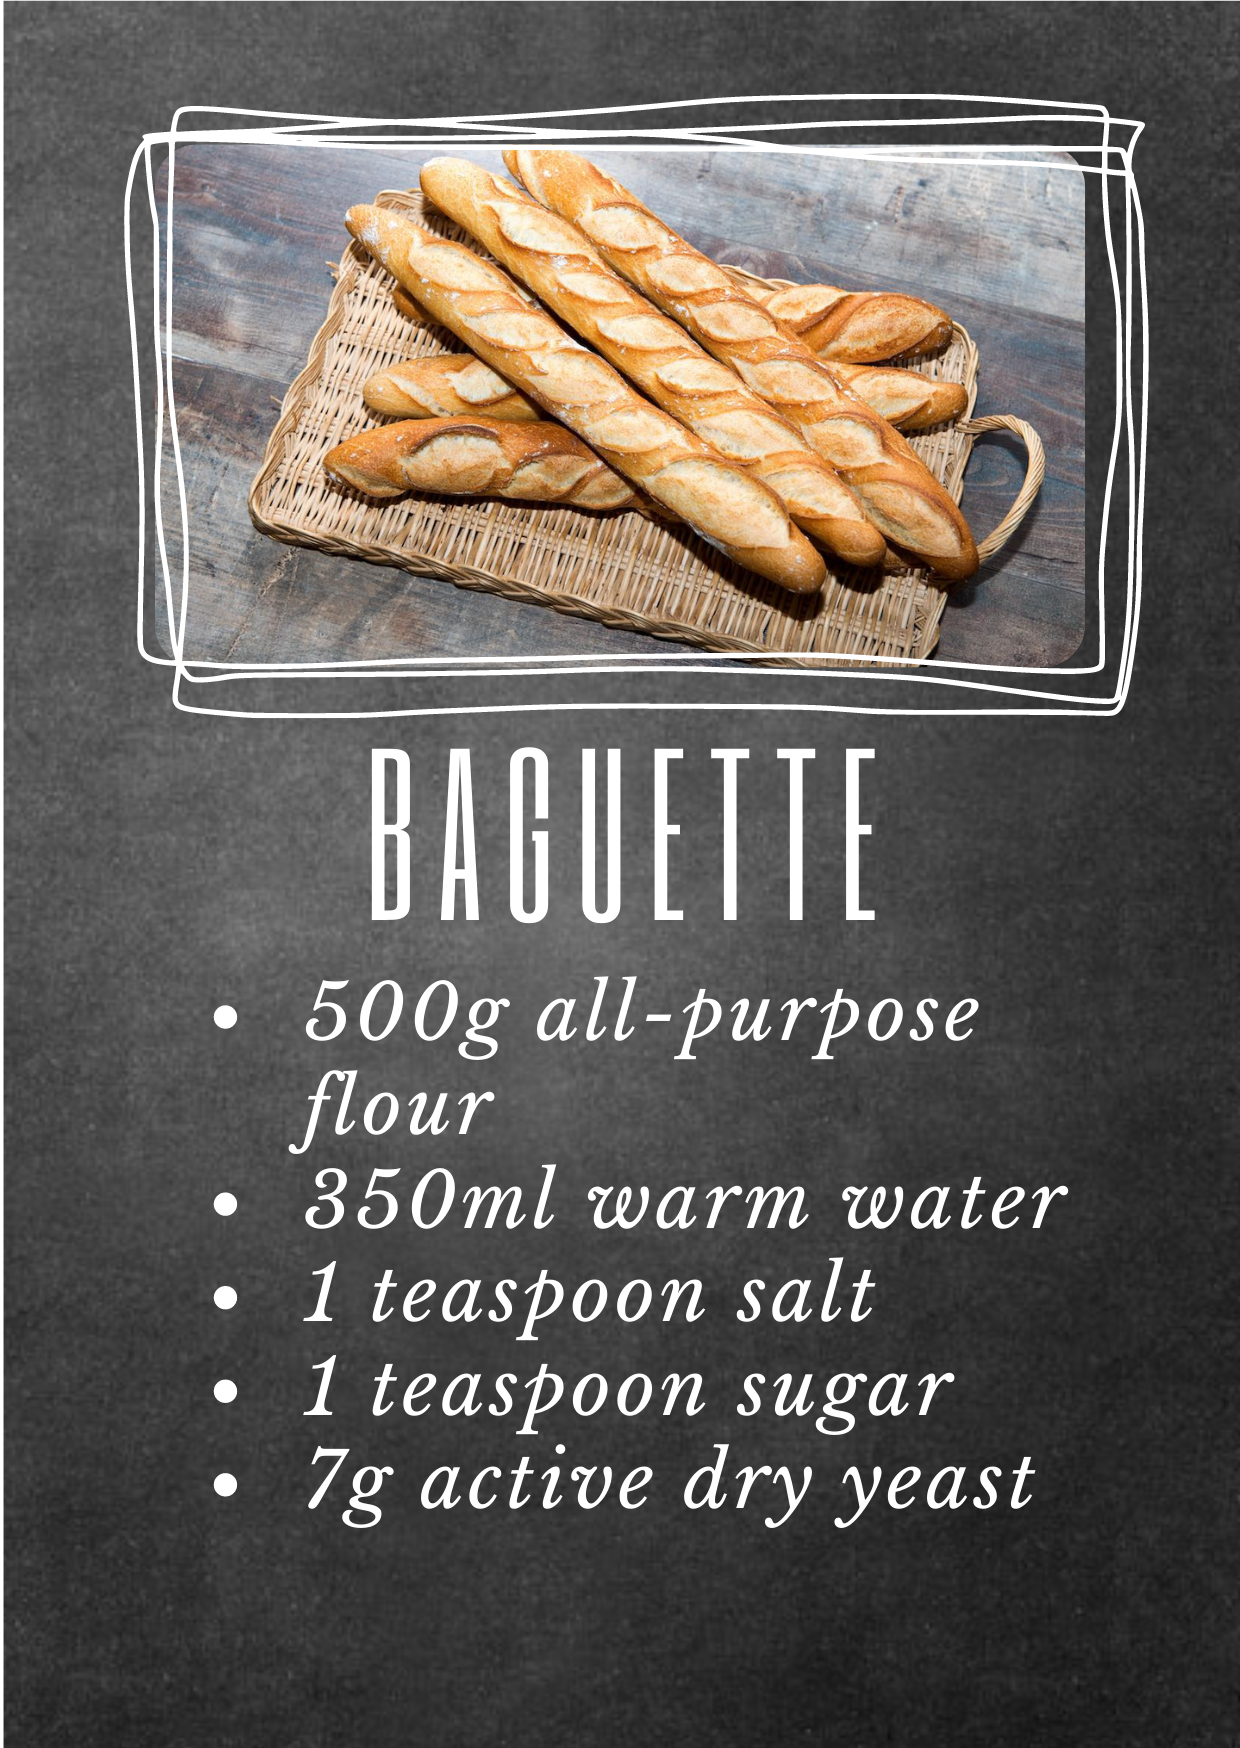 BAGUETTE
• 500g all-purpose
flour
• 350ml warm water
• 1 teaspoon salt
• 1 teaspoon sugar
• 7g active dry yeast